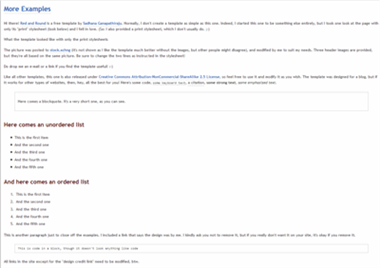 More Examples
Hi there! Red and Round is a free template by Sadhana Ganapathiraju. Normally, I don't create a template as simple as this one. Indeed, I started this one to be something else entirely, but I took one look at the page with
only its "print" stylesheet (look below) and I fell in love. (So I also provided a print stylesheet, which I don't usually do :-)
What the template looked like with only the print stylesheet:
The picture was ported to work.acting (it's not shown as I like the template much better without the images, but other people might disagree), and modified by me to suit my needs. Three header images are provided,
but they're all based on the same picture. Be sure to change the two lines as instructed in the stylesheet!
Do drop me an e-mail or a link if you find the template useful :-)
Like all other templates, this one is also released under Creative Commons Attribution-NonCommercial-ShareAlike 2.5 License, so feel free to use it and modify it as you wish. The template was designed for a blog, but if
it works for other types of websites, then, hey, all the best for you! Here's some code, some keyboard text, a citation, some strong text, some emphasized text.
Here comes a blockquote. It's a very short one, as you can see.
Here comes an unordered list
This is the first item
And the second one
And the third one
And the fourth one
And the fifth one
And here comes an ordered list
1. This is the first item
2. And the second one
3. And the third one
4. And the fourth one
5. And the fifth one
This is another paragraph just to close off the examples. I included a link that says the design was by me. I kindly ask you not to remove it, but if you really don't want it on your site, it's okay if you remove it.
This is code in a block, though it doesn't look anything like code
All links in the site except for the "design credit link" need to be modified, btw.